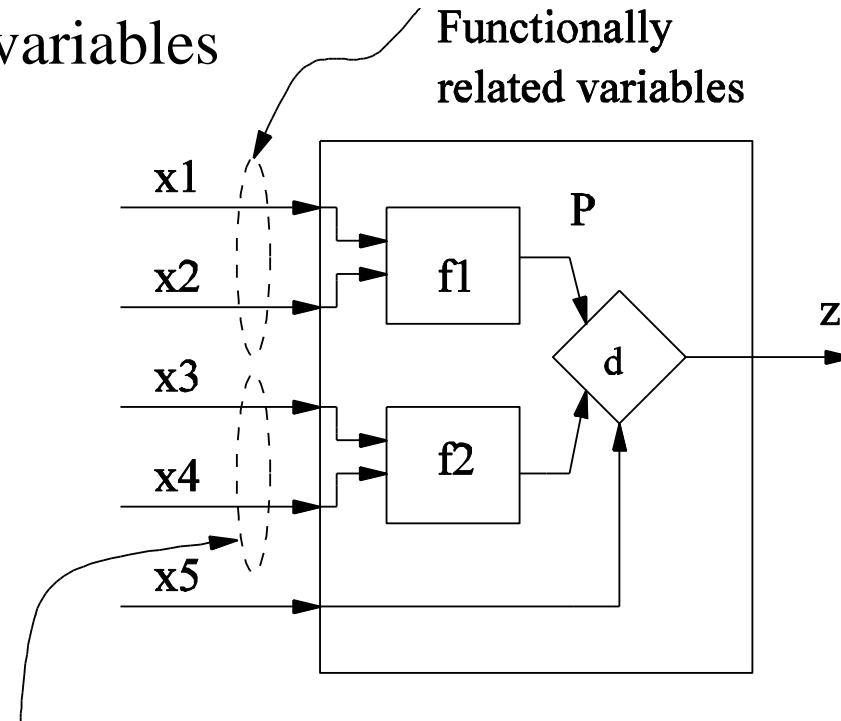 variables
Functionally
related variables
x1
P
x2
f1
z
d
x3
f2
x4
x5